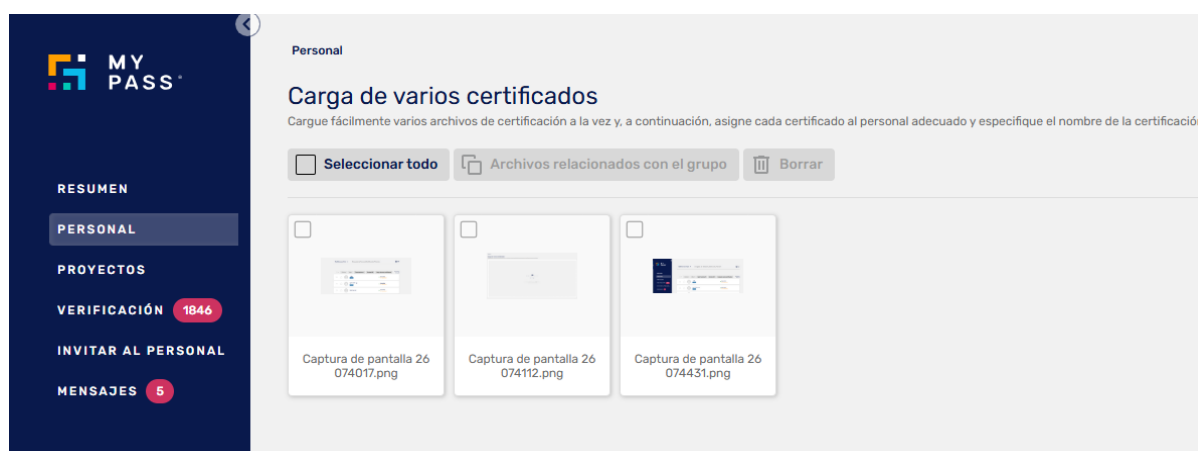 MY
PASS
Personal
Carga de varios certificados
Cargue fácilmente varios archivos de certificación a la vez y, a continuación, asigne cada certificado al personal adecuado y especifique el nombre de la certificació
Seleccionar todo
Archivos relacionados con el grupo
Borrar
RESUMEN
PERSONAL
PROYECTOS
VERIFICACIÓN 1846
INVITAR AL PERSONAL
MENSAJES 5
Captura de pantalla 26
074017.png
Captura de pantalla 26
074112.png
Captura de pantalla 26
074431.png